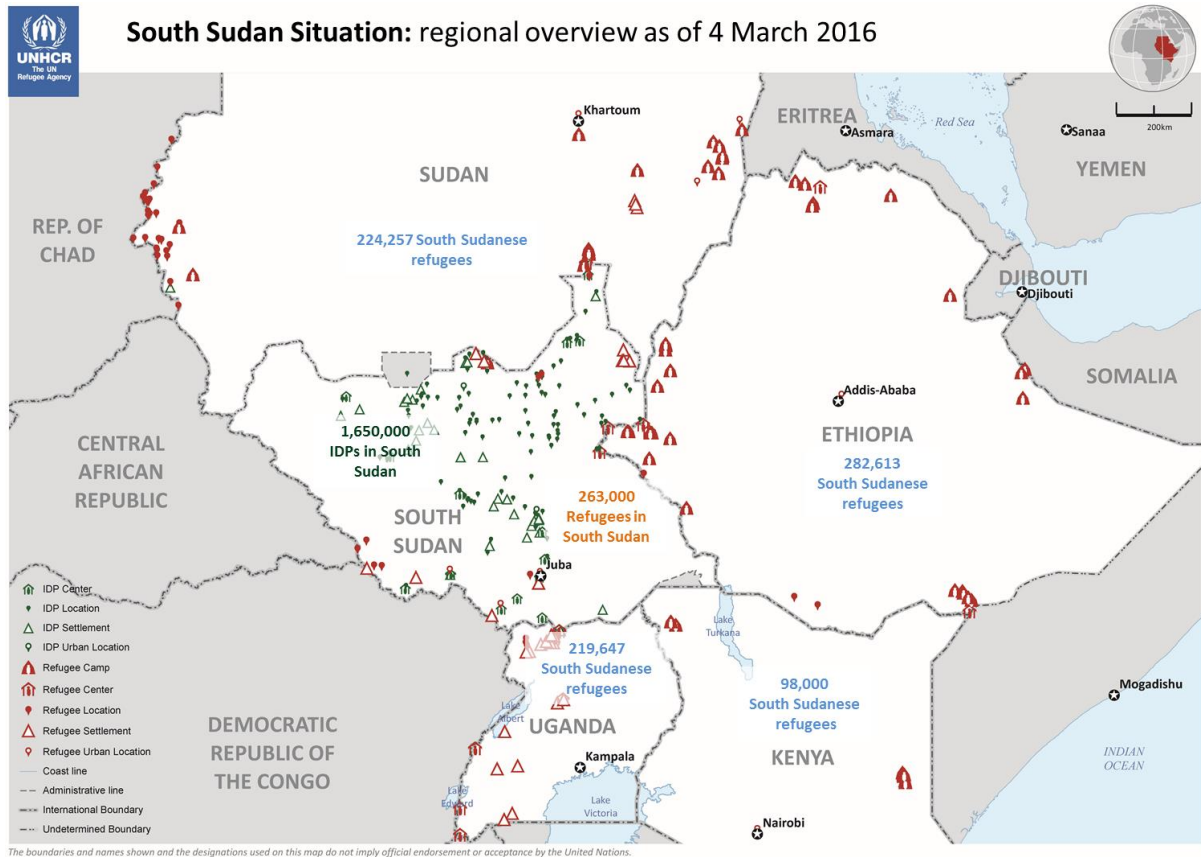 UNHCR
The UN
Refugee Agency
South Sudan Situation: regional overview as of 4 March 2016
200km
Khartoum
ERITREA
Asmara
Red Sea
Sanaa
YEMEN
SUDAN
REP. OF
CHAD
224,257 South Sudanese
refugees
DJIBOUTI
Djibouti
SOMALIA
Addis-Ababa
ETHIOPIA
282,613
South Sudanese
refugees
CENTRAL
AFRICAN
REPUBLIC
1,650,000
IDPs in South
Sudan
263,000
Refugees in
South Sudan
SOUTH
SUDAN
Juba
IDP Center
IDP Location
IDP Settlement
IDP Urban Location
Refugee Camp
Refugee Center
Refugee Location
Refugee Settlement
Refugee Urban Location
Coast line
Administrative line
International Boundary
Undetermined Boundary
Lake
Turkana
219,647
South Sudanese
refugees
98,000
South Sudanese
refugees
Mogadishu
Lake
Albert
UGANDA
DEMOCRATIC
REPUBLIC OF
THE CONGO
KENYA
INDIAN
OCEAN
Kampala
Lake
Edward
Lake
Victoria
Nairobi
The boundaries and names shown and the designations used on this map do not imply official endorsement or acceptance by the United Nations.